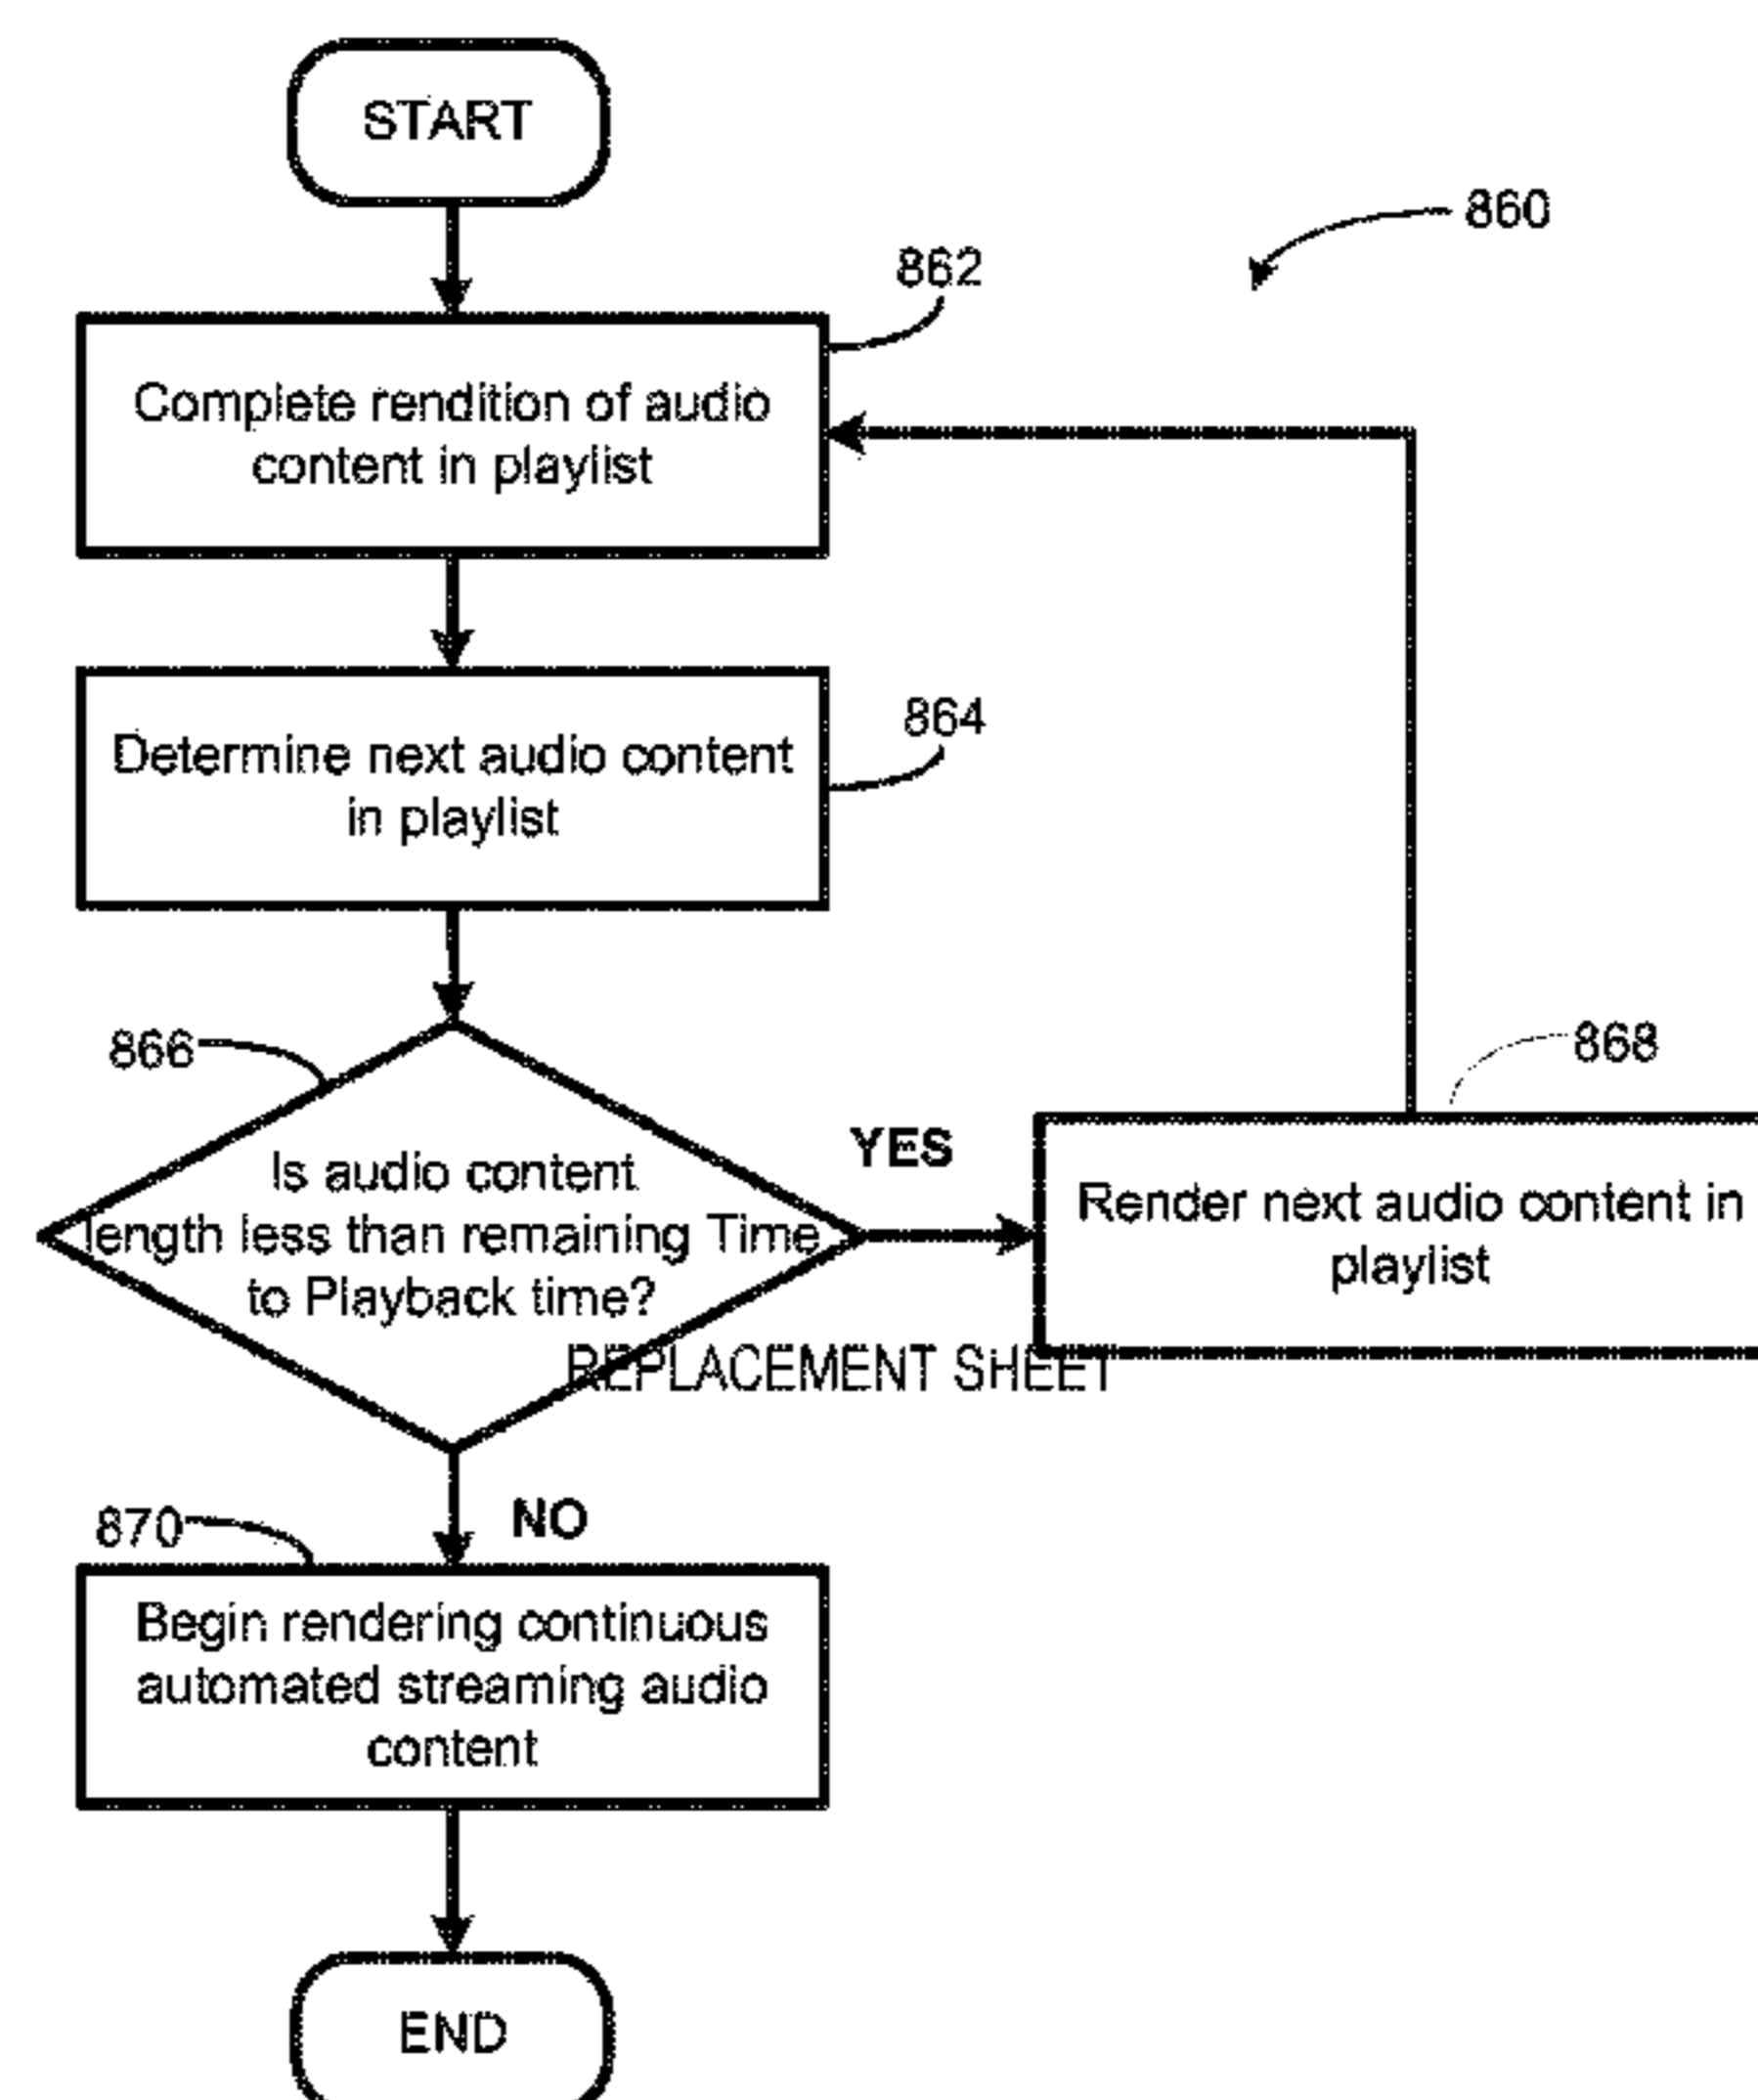 START
860
862
Complete rendition of audio
content in playlist
864
Determine next audio content
in playlist
866
868
Is audio content
length less than remaining Time
to Playback time?
YES
Render next audio content in
playlist
REPLACEMENT SHEET
NO
870
Begin rendering continuous
automated streaming audio
content
END